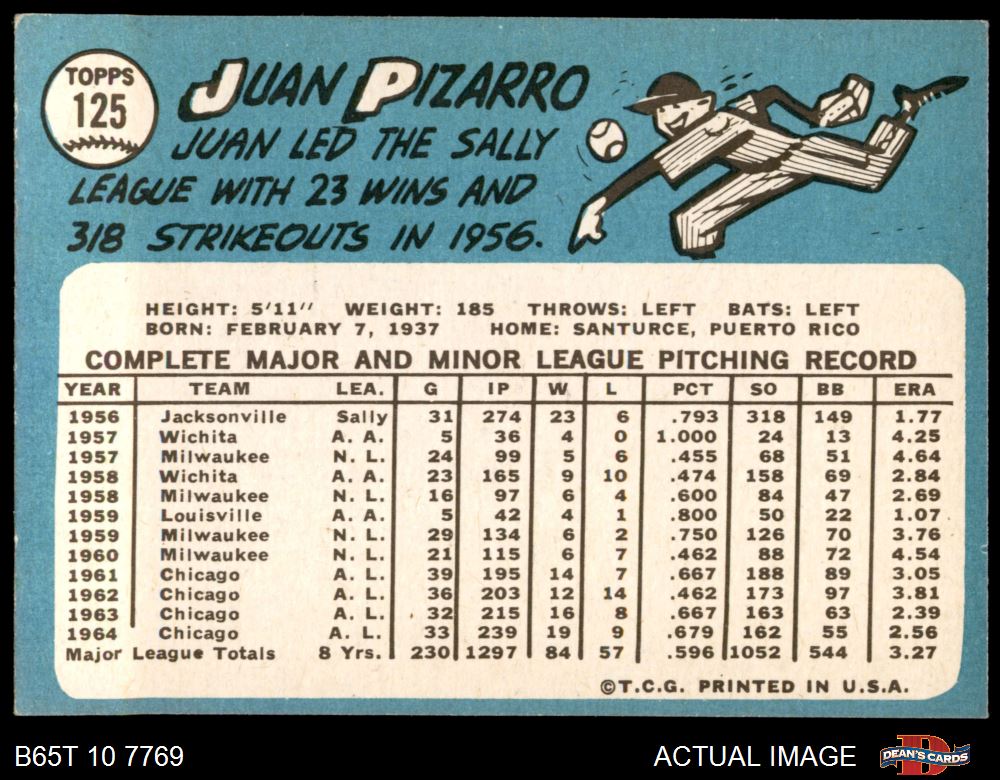 TOPPS
125
JUAN PIZARRO
JUAN LED THE SALLY
LEAGUE WITH 23 WINS AND
318 STRIKEOUTS IN 1956.
HEIGHT: 5'11" WEIGHT: 185 THROWS: LEFT BATS: LEFT
BORN: FEBRUARY 7, 1937 HOME: SANTURCE, PUERTO RICO
COMPLETE MAJOR AND MINOR LEAGUE PITCHING RECORD
YEAR TEAM LEA. G IP W L PCT SO BB ERA
1956 Jacksonville Sally 31 274 23 6 .793 318 149 1.77
1957 Wichita A. A. 5 36 4 0 1.000 24 13 4.25
1957 Milwaukee N. L. 24 99 5 6 .455 68 51 4.64
1958 Wichita A. A. 23 165 9 10 .474 158 69 2.84
1958 Milwaukee N. L. 16 97 6 4 .600 84 47 2.69
1959 Louisville A. A. 5 42 4 1 .800 50 22 1.07
1959 Milwaukee N. L. 29 134 6 2 .750 126 70 3.76
1960 Milwaukee N. L. 21 115 6 7 .462 88 72 4.54
1961 Chicago A. L. 39 195 14 7 .667 188 89 3.05
1962 Chicago A. L. 36 203 12 14 .462 173 97 3.81
1963 Chicago A. L. 32 215 16 8 .667 163 63 2.39
1964 Chicago A. L. 33 239 19 9 .679 162 55 2.56
Major League Totals 8 Yrs. 230 1297 84 57 .596 1052 544 3.27
©T.C.G. PRINTED IN U.S.A.
B65T 10 7769 ACTUAL IMAGE DEAN'S CARDS